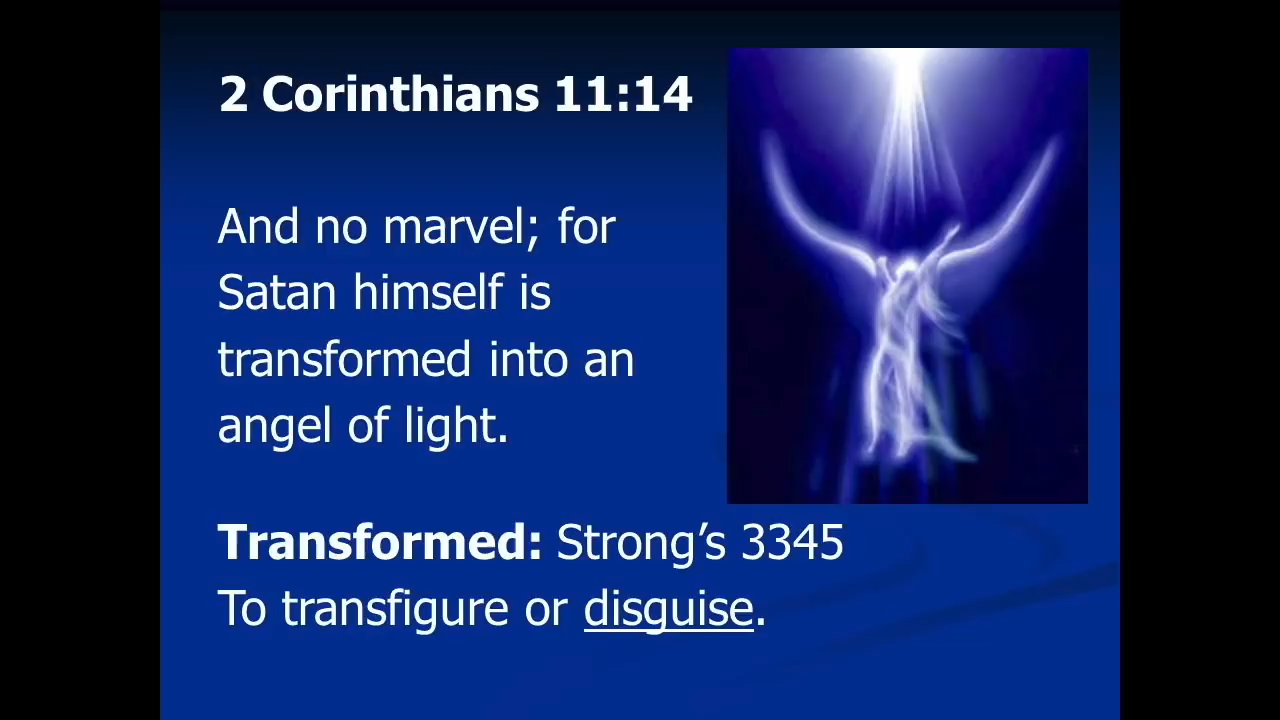 2 Corinthians 11:14
And no marvel; for
Satan himself is
transformed into an
angel of light.
Transformed: Strong’s 3345
To transfigure or disguise.